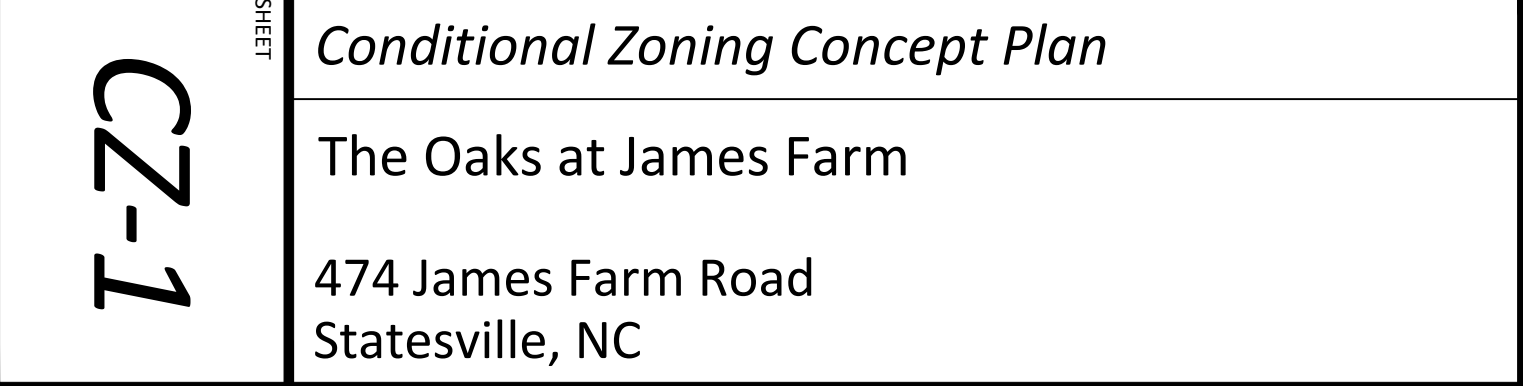 SHEET
CZ-1
Conditional Zoning Concept Plan
The Oaks at James Farm
474 James Farm Road
Statesville, NC